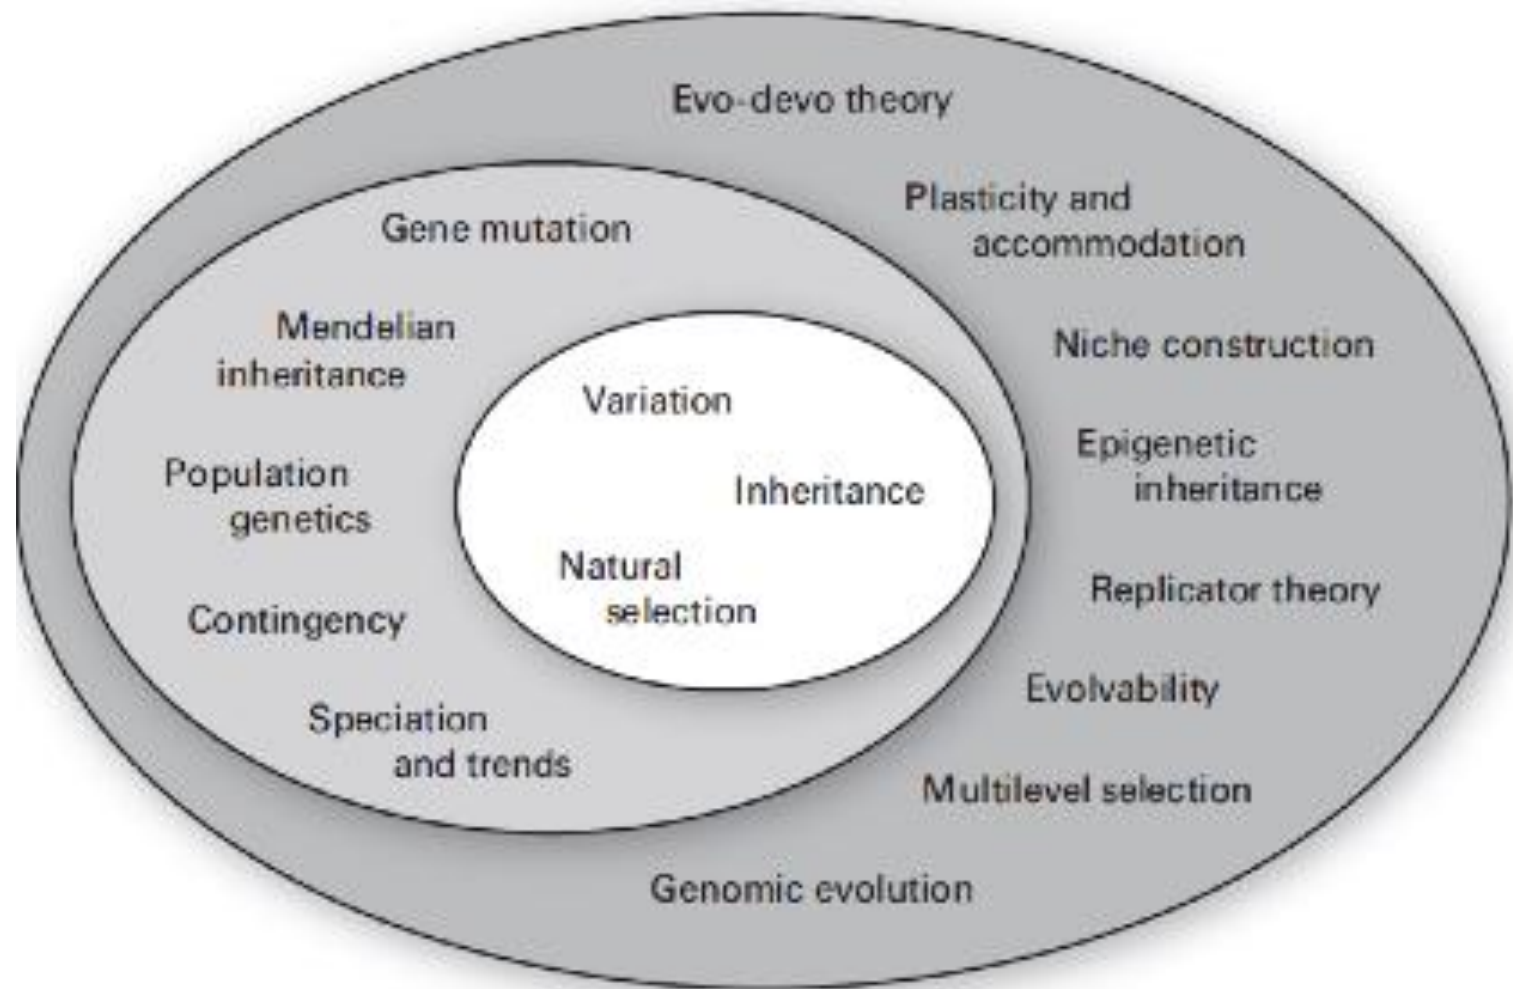 Evo-devo theory
Plasticity and
accommodation
Gene mutation
Mendelian
inheritance
Niche construction
Variation
Epigenetic
inheritance
Population
genetics
Inheritance
Natural
selection
Replicator theory
Contingency
Evolvability
Speciation
and trends
Multilevel selection
Genomic evolution